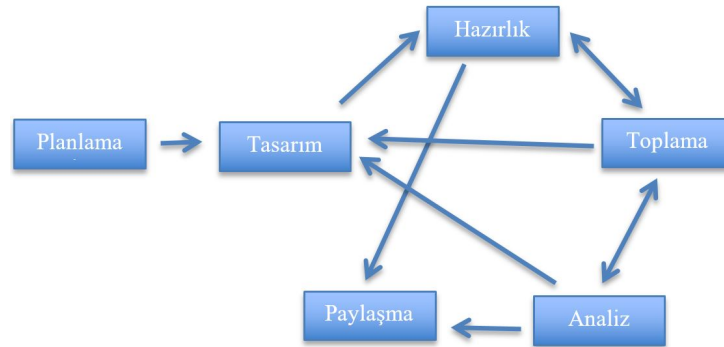 Hazırlık
Planlama
Tasarım
Toplama
Paylaşma
Analiz